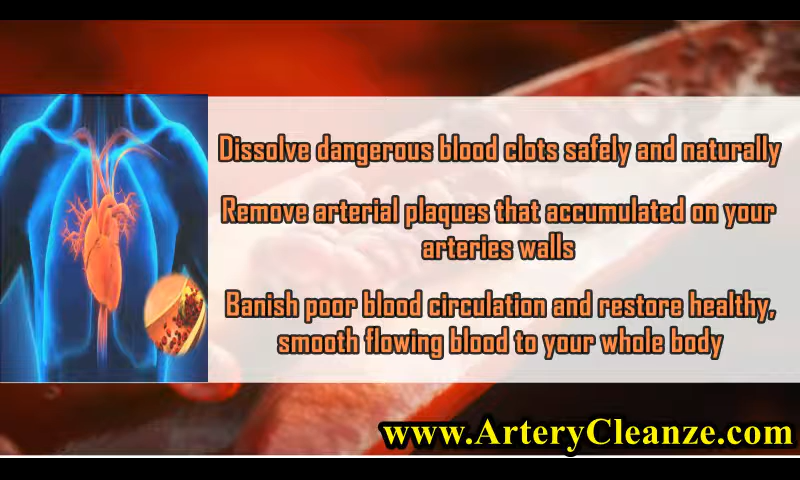 Dissolve dangerous blood clots safely and naturally
Remove arterial plaques that accumulated on your
arteries walls
Banish poor blood circulation and restore healthy,
smooth flowing blood to your whole body
www.ArteryCleanze.com